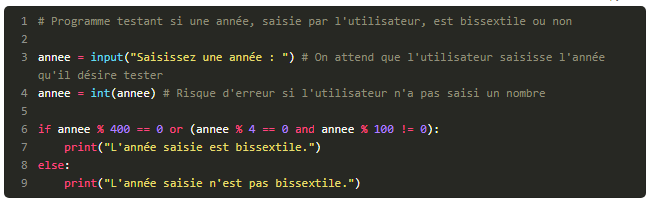 1 # Programme testant si une année, saisie par l'utilisateur, est bissextile ou non
2
3 annee = input("Saisissez une année : ") # On attend que l'utilisateur saisisse l'année
qu'il désire tester
4 annee = int(annee) # Risque d'erreur si l'utilisateur n'a pas saisi un nombre
5
6 if annee % 400 == 0 or (annee % 4 == 0 and annee % 100 != 0):
7     print("L'année saisie est bissextile.")
8 else:
9     print("L'année saisie n'est pas bissextile.")